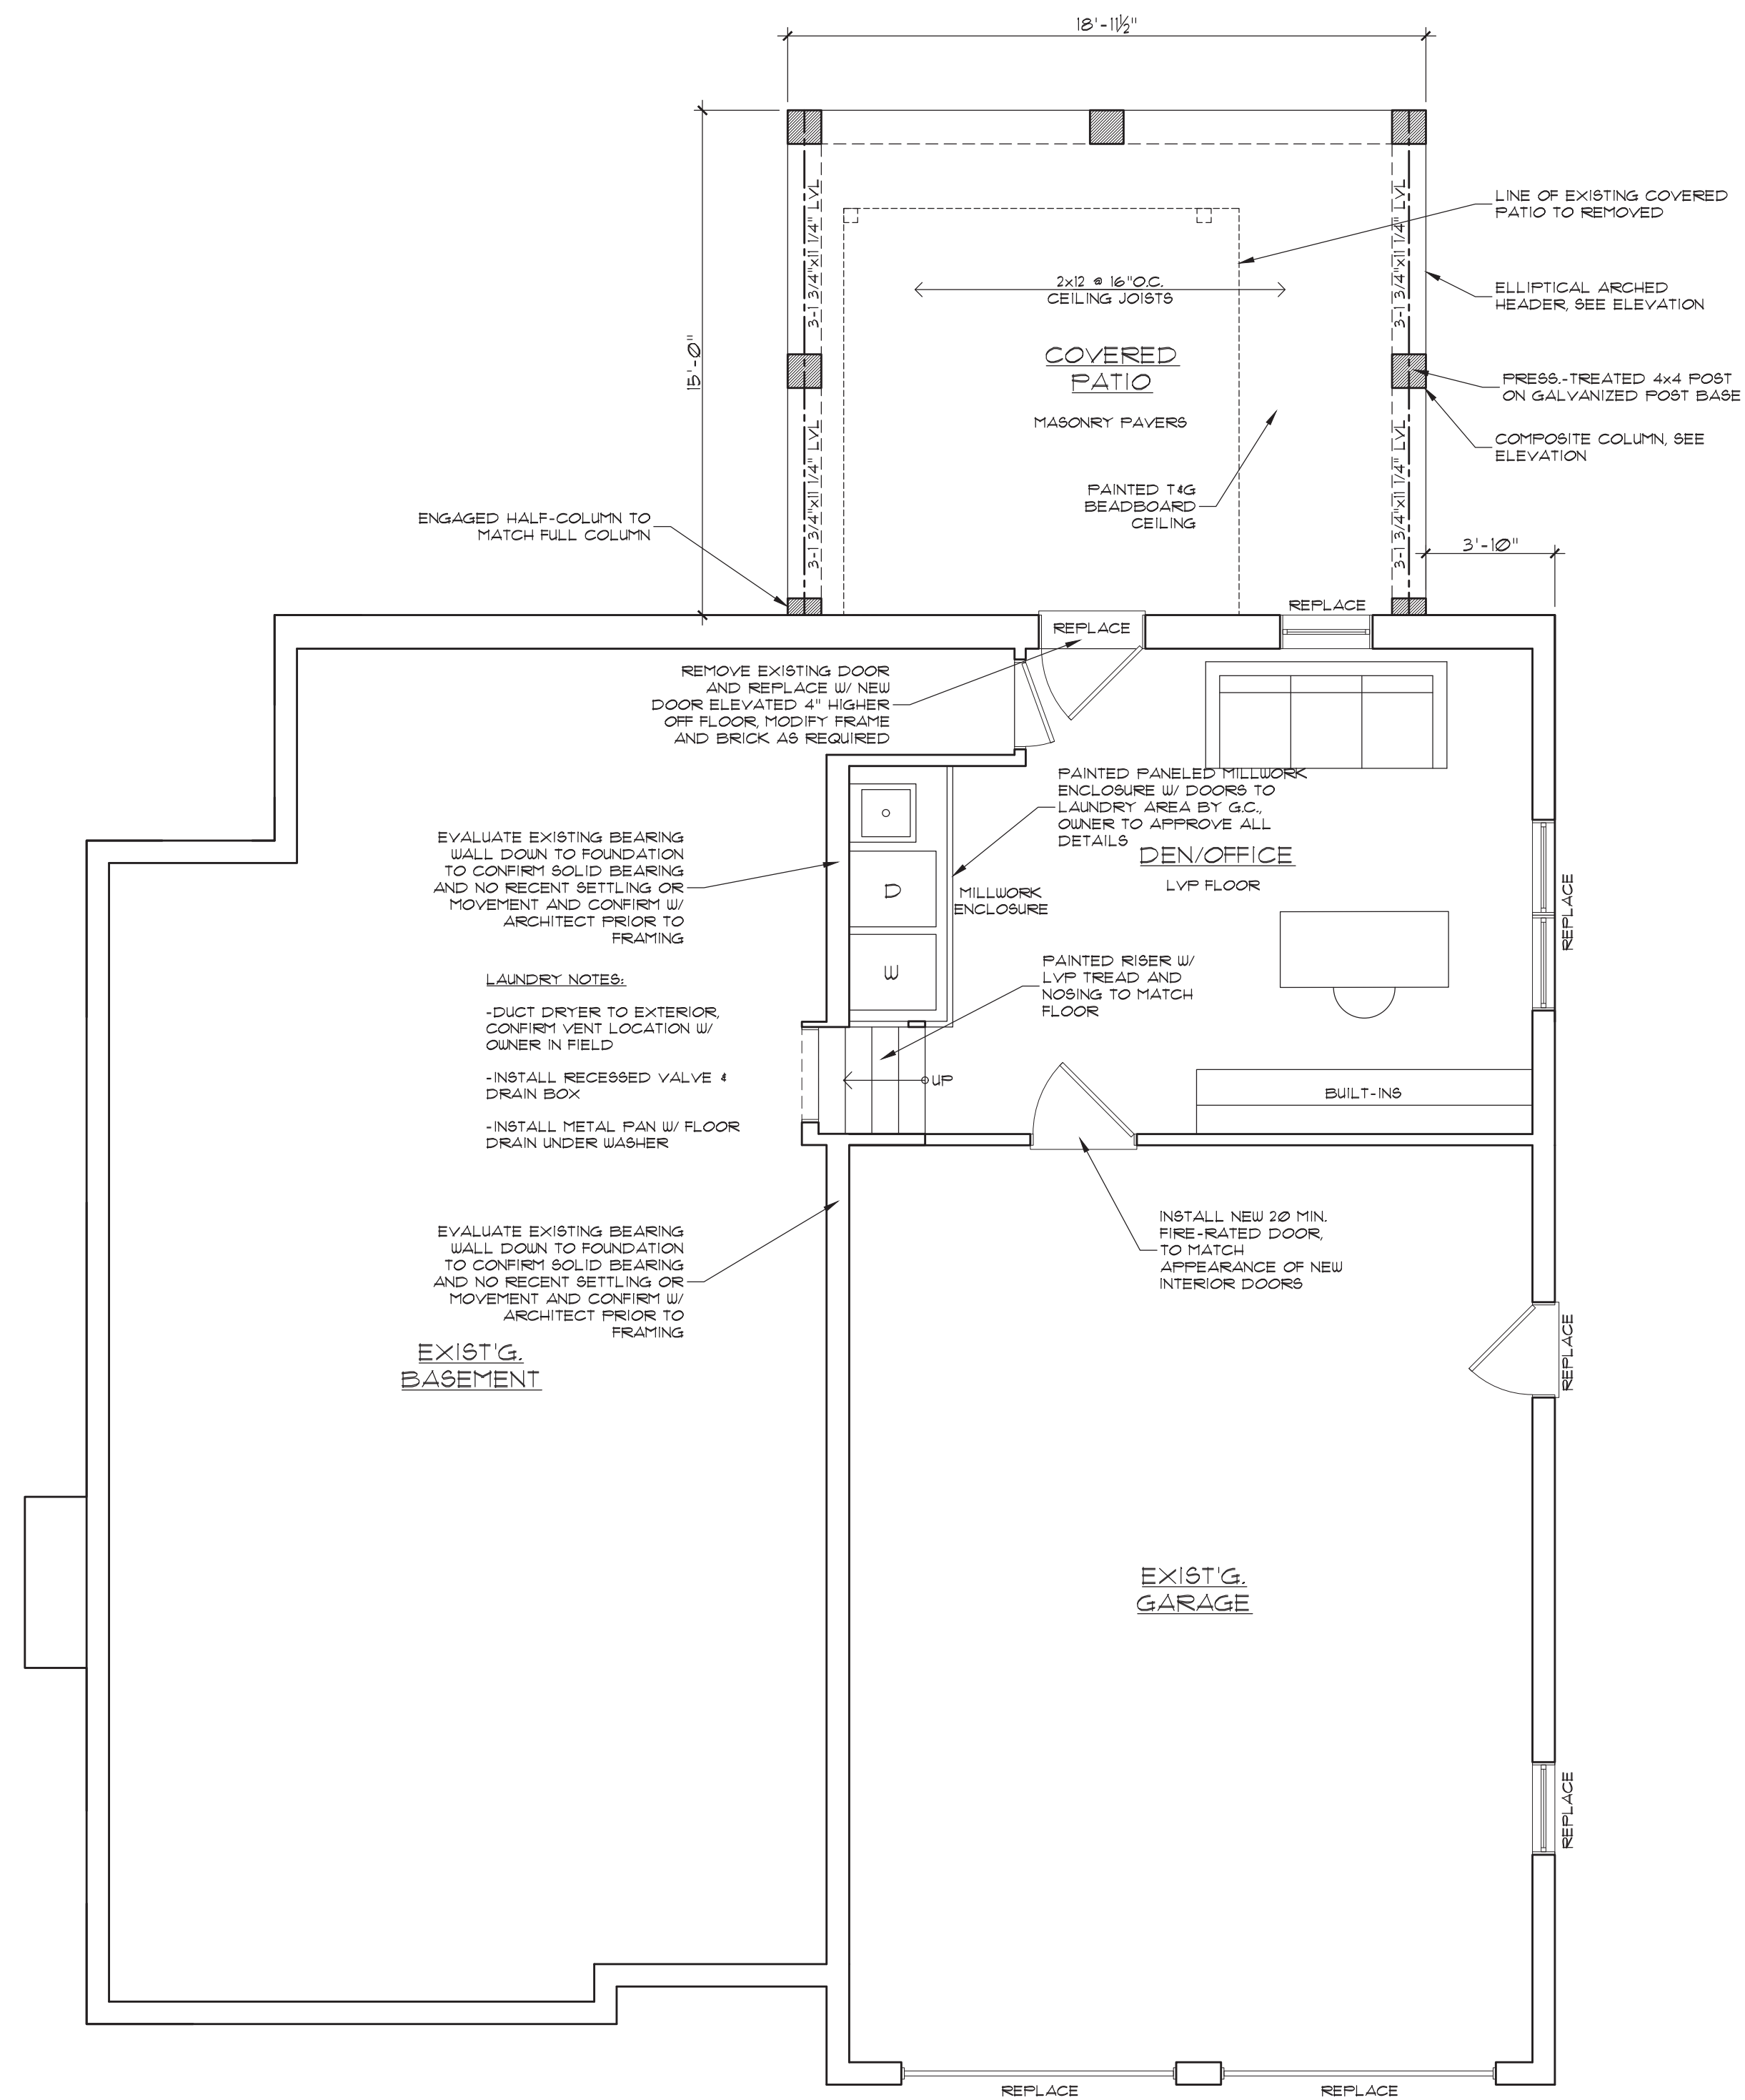 18'-11½"
15'-0"
3-1 3/4"x11 1/4" LVL
3-1 3/4"x11 1/4" LVL
LINE OF EXISTING COVERED
PATIO TO REMOVED
2x12 @ 16"O.C.
CEILING JOISTS
ELLIPTICAL ARCHED
HEADER, SEE ELEVATION
COVERED
PATIO
MASONRY PAVERS
PRESS.-TREATED 4x4 POST
ON GALVANIZED POST BASE
COMPOSITE COLUMN, SEE
ELEVATION
3-1 3/4"x11 1/4" LVL
3-1 3/4"x11 1/4" LVL
PAINTED T&G
BEADBOARD
CEILING
ENGAGED HALF-COLUMN TO
MATCH FULL COLUMN
3'-10"
REPLACE
REPLACE
REMOVE EXISTING DOOR
AND REPLACE W/ NEW
DOOR ELEVATED 4" HIGHER
OFF FLOOR, MODIFY FRAME
AND BRICK AS REQUIRED
PAINTED PANELED MILLWORK
ENCLOSURE W/ DOORS TO
LAUNDRY AREA BY G.C.,
OWNER TO APPROVE ALL
DETAILS
DEN/OFFICE
LVP FLOOR
EVALUATE EXISTING BEARING
WALL DOWN TO FOUNDATION
TO CONFIRM SOLID BEARING
AND NO RECENT SETTLING OR
MOVEMENT AND CONFIRM W/
ARCHITECT PRIOR TO
FRAMING
D
MILLWORK
ENCLOSURE
REPLACE
W
PAINTED RISER W/
LVP TREAD AND
NOSING TO MATCH
FLOOR
LAUNDRY NOTES:
-DUCT DRYER TO EXTERIOR,
CONFIRM VENT LOCATION W/
OWNER IN FIELD
-INSTALL RECESSED VALVE &
DRAIN BOX
-INSTALL METAL PAN W/ FLOOR
DRAIN UNDER WASHER
UP
BUILT-INS
EVALUATE EXISTING BEARING
WALL DOWN TO FOUNDATION
TO CONFIRM SOLID BEARING
AND NO RECENT SETTLING OR
MOVEMENT AND CONFIRM W/
ARCHITECT PRIOR TO
FRAMING
INSTALL NEW 20 MIN.
FIRE-RATED DOOR,
TO MATCH
APPEARANCE OF NEW
INTERIOR DOORS
REPLACE
EXIST'G.
BASEMENT
EXIST'G.
GARAGE
REPLACE
REPLACE
REPLACE